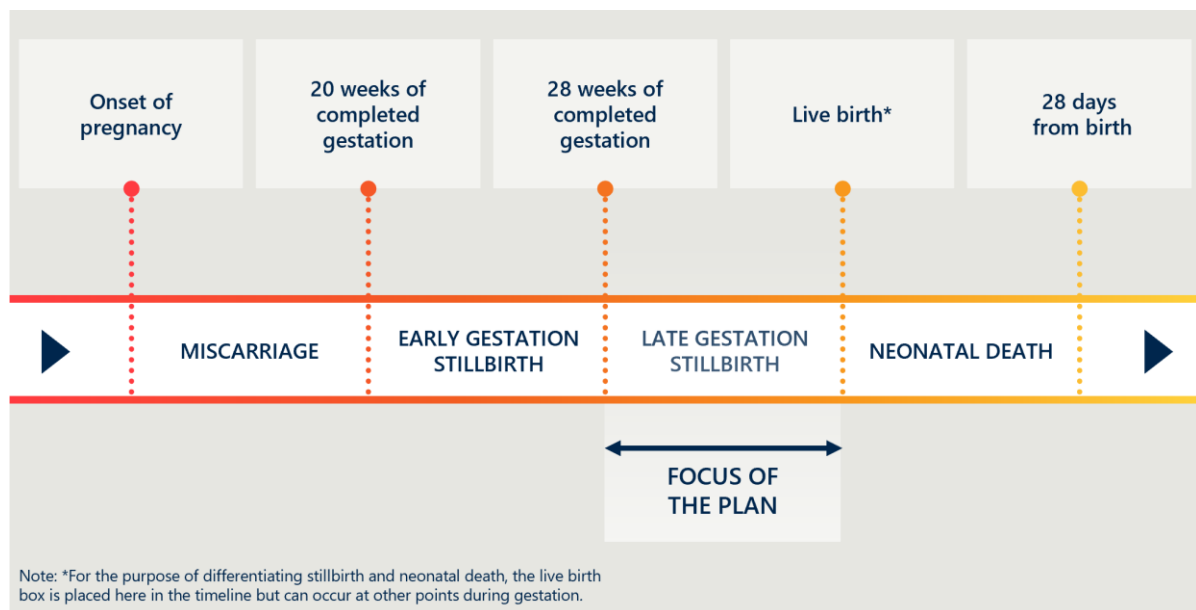 Onset of
pregnancy
20 weeks of
completed
gestation
28 weeks of
completed
gestation
Live birth*
28 days
from birth
MISCARRIAGE
EARLY GESTATION
STILLBIRTH
LATE GESTATION
STILLBIRTH
NEONATAL DEATH
FOCUS OF
THE PLAN
Note: *For the purpose of differentiating stillbirth and neonatal death, the live birth
box is placed here in the timeline but can occur at other points during gestation.